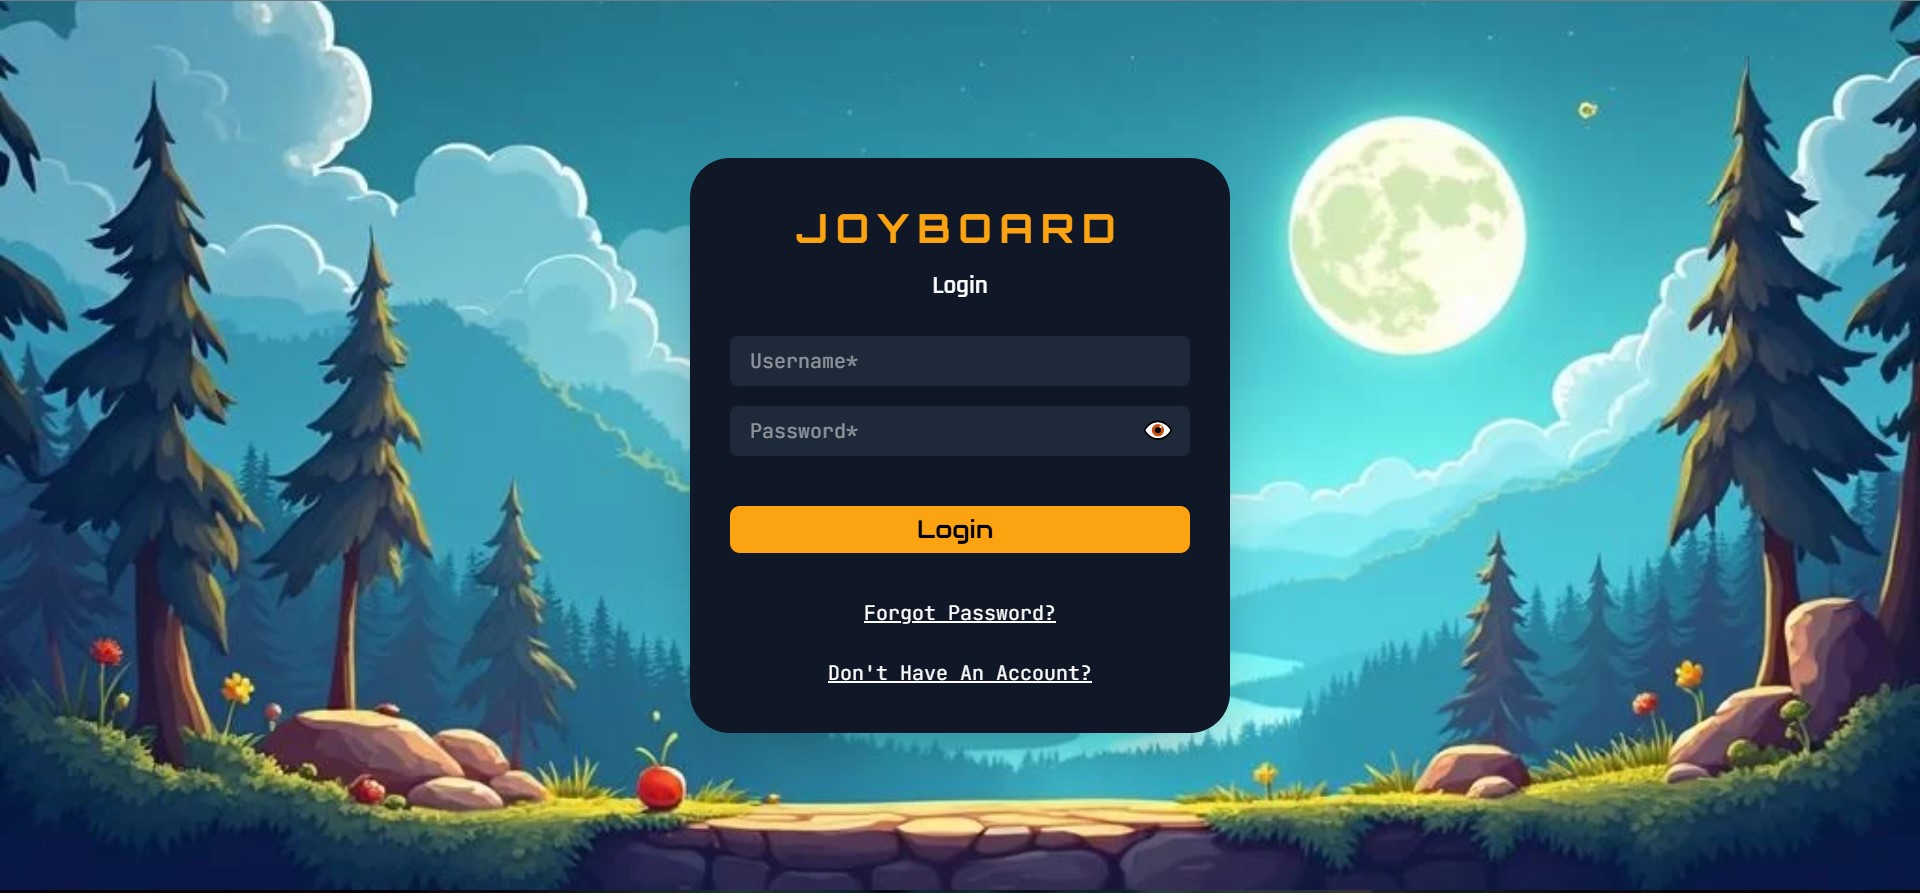 JOYBOARD
Login
Username*
Password*
Login
Forgot Password?
Don't Have An Account?